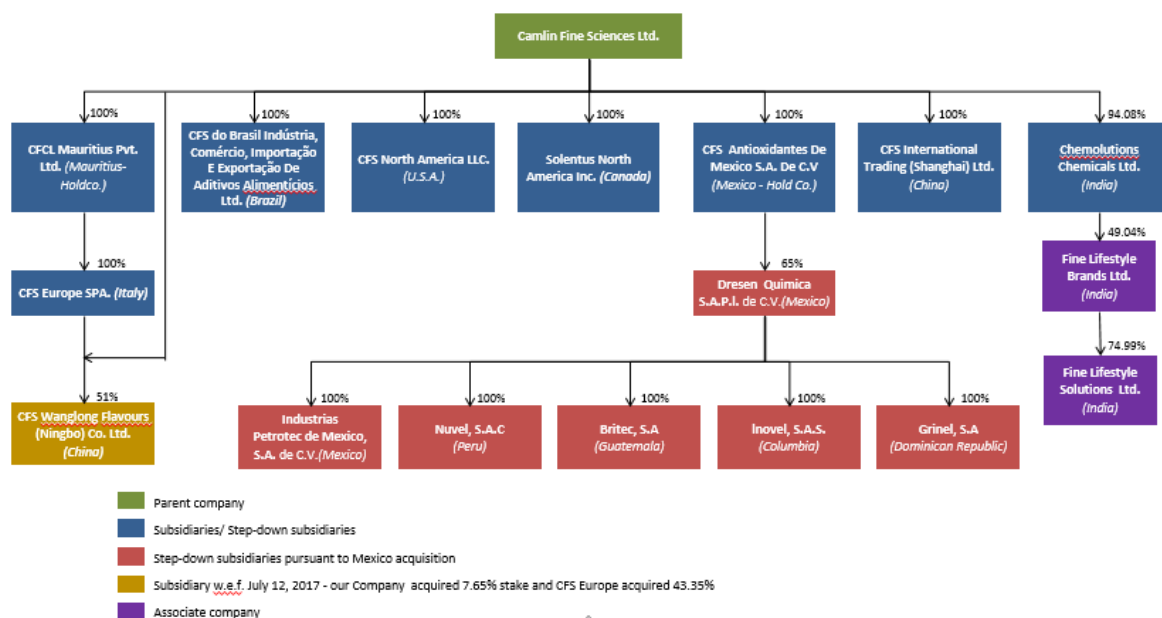 Camlin Fine Sciences Ltd.
100%
100%
100%
100%
100%
100%
94.08%
CFCL Mauritius Pvt.
Ltd. (Mauritius-
Holdco.)
CFS do Brasil Indústria,
Comércio, Importação
E Exportação De
Aditivos Alimentícios
Ltd. (Brazil)
CFS North America LLC.
(U.S.A.)
Solentus North
America Inc. (Canada)
CFS Antioxidantes De
Mexico S.A. De C.V
(Mexico - Hold Co.)
CFS International
Trading (Shanghai) Ltd.
(China)
Chemolutions
Chemicals Ltd.
(India)
100%
65%
49.04%
CFS Europe SPA. (Italy)
Dresen Quimica
S.A.P.I. de C.V.(Mexico)
Fine Lifestyle
Brands Ltd.
(India)
74.99%
51%
100%
100%
100%
100%
100%
CFS Wanglong Flavours
(Ningbo) Co. Ltd.
(China)
Industrias
Petrotec de Mexico,
S.A. de C.V.(Mexico)
Nuvel, S.A.C
(Peru)
Britec, S.A
(Guatemala)
Inovel, S.A.S.
(Columbia)
Grinel, S.A
(Dominican Republic)
Fine Lifestyle
Solutions Ltd.
(India)
Parent company
Subsidiaries/ Step-down subsidiaries
Step-down subsidiaries pursuant to Mexico acquisition
Subsidiary w.e.f. July 12, 2017 - our Company acquired 7.65% stake and CFS Europe acquired 43.35%
Associate company